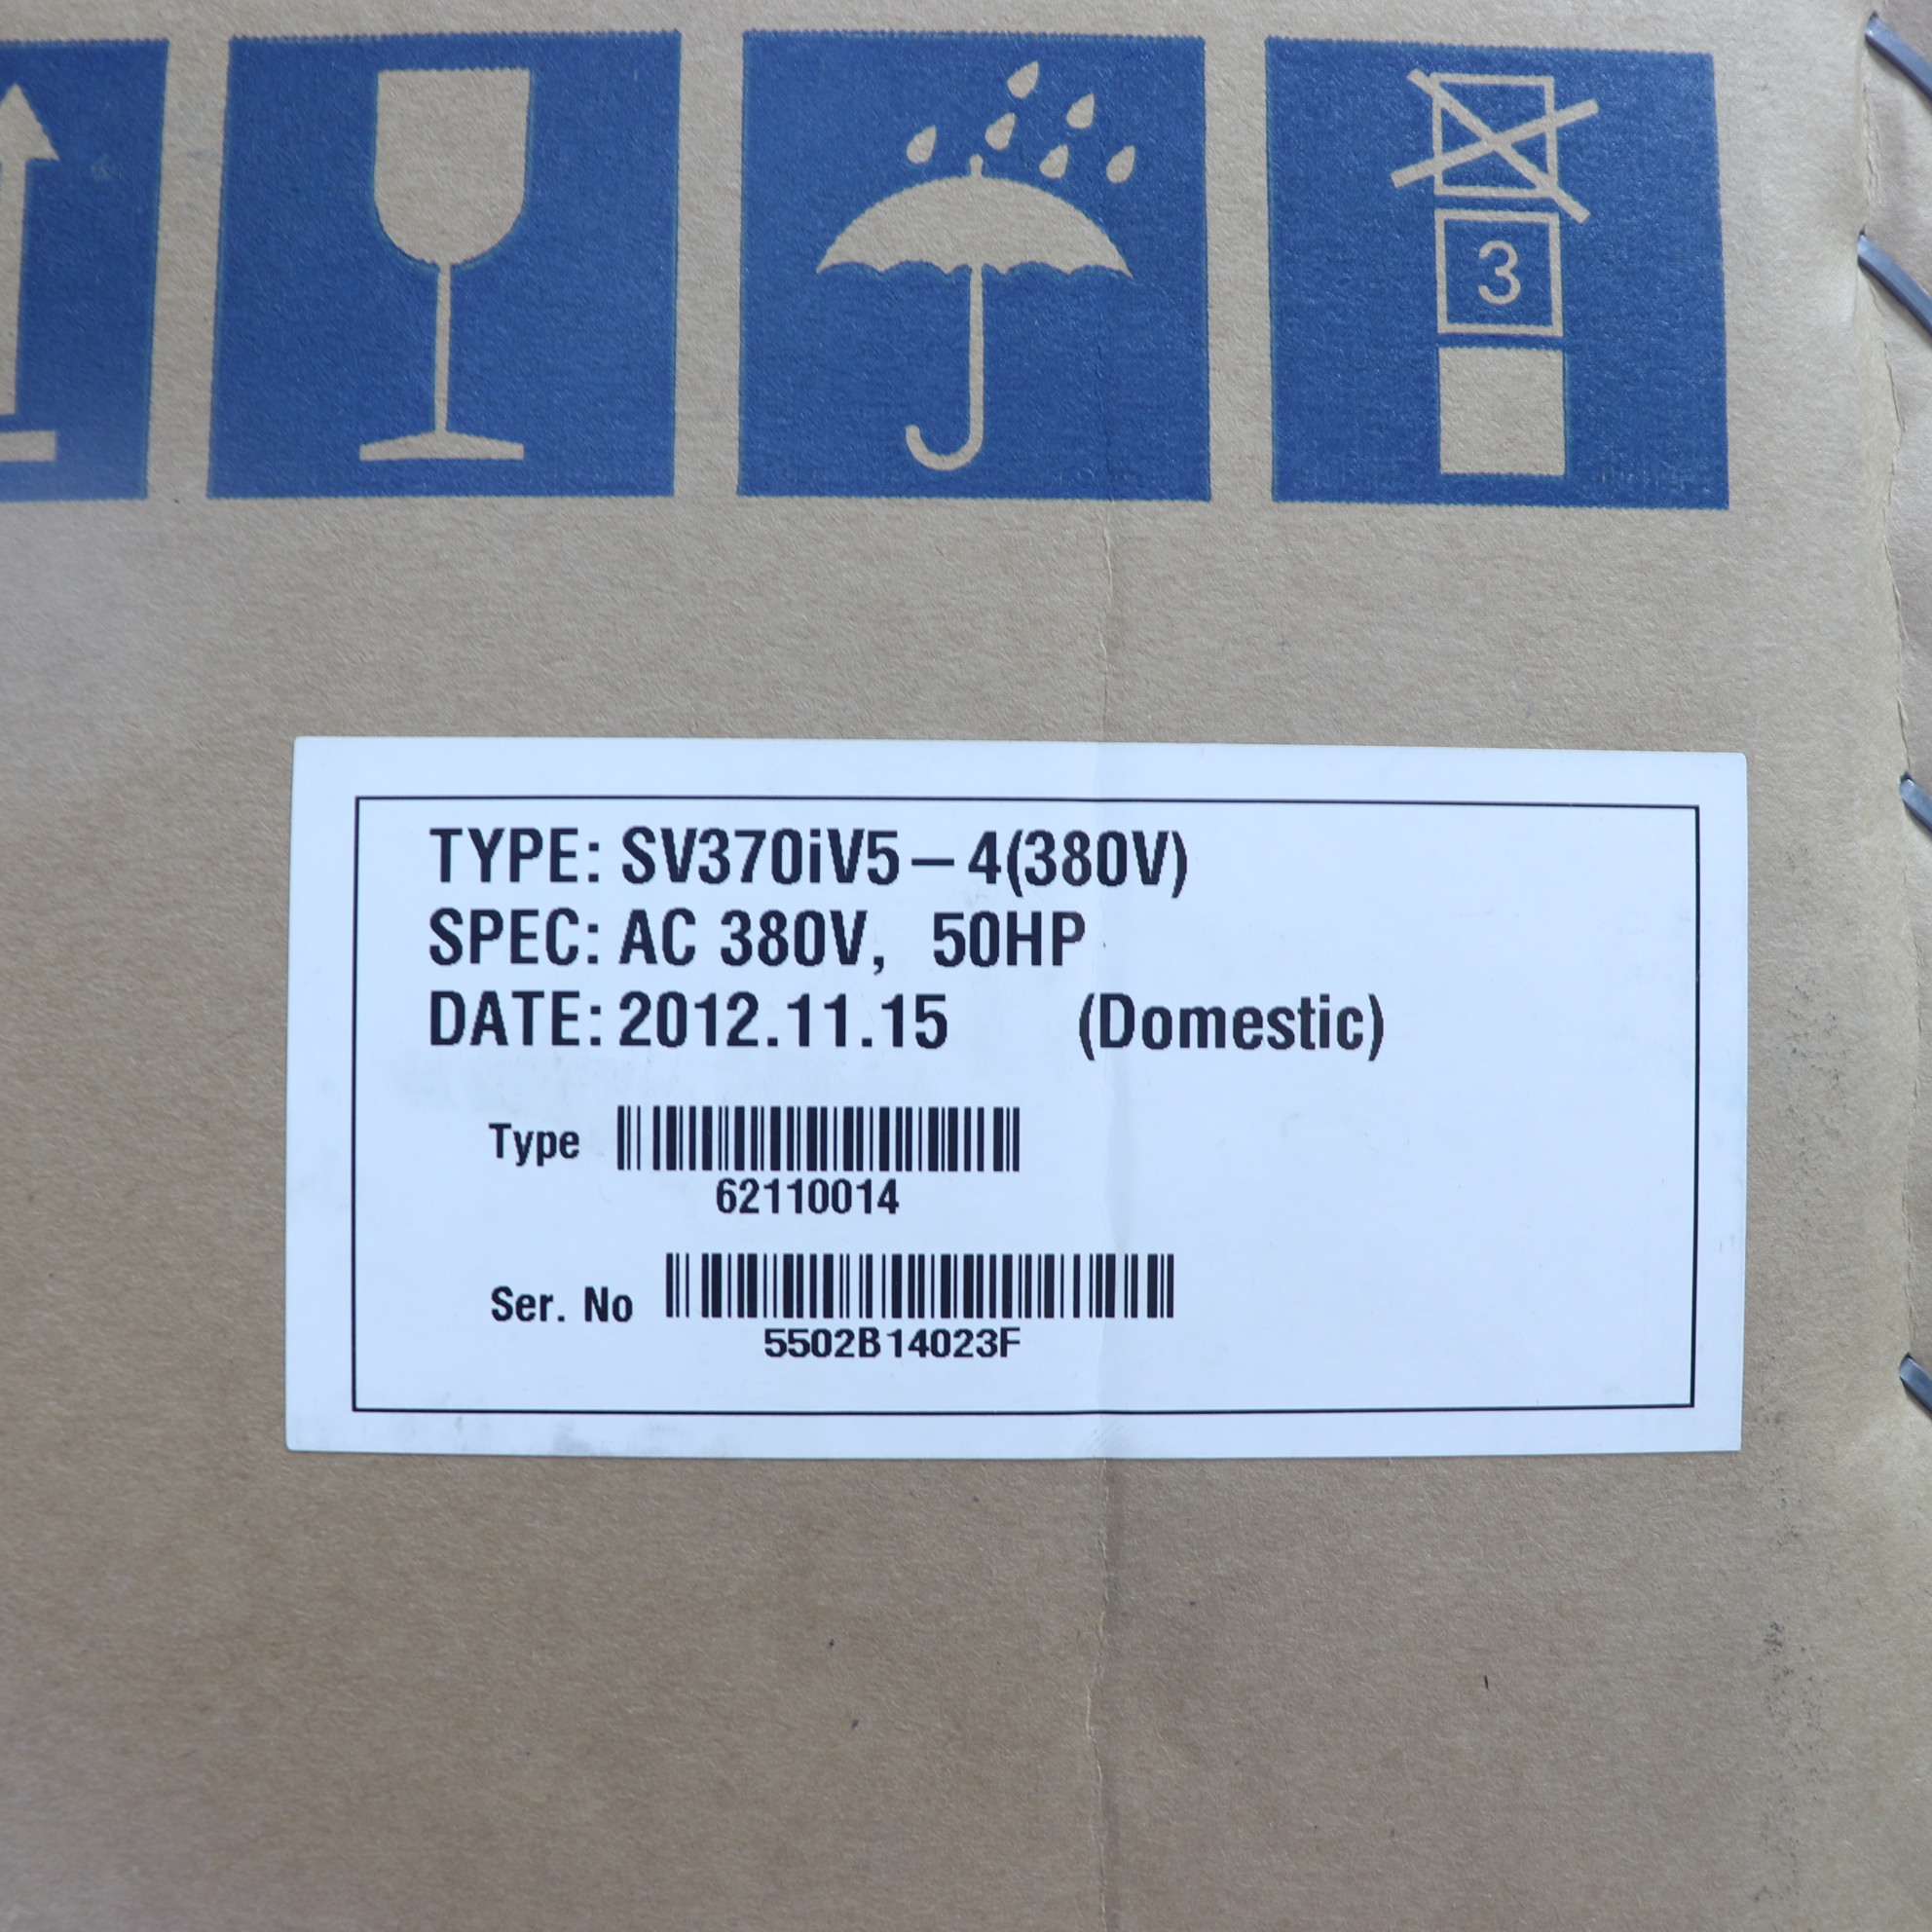 3
TYPE: SV370iV5-4(380V)
SPEC: AC 380V, 50HP
DATE: 2012.11.15 (Domestic)
Type
62110014
Ser. No
5502B14023F